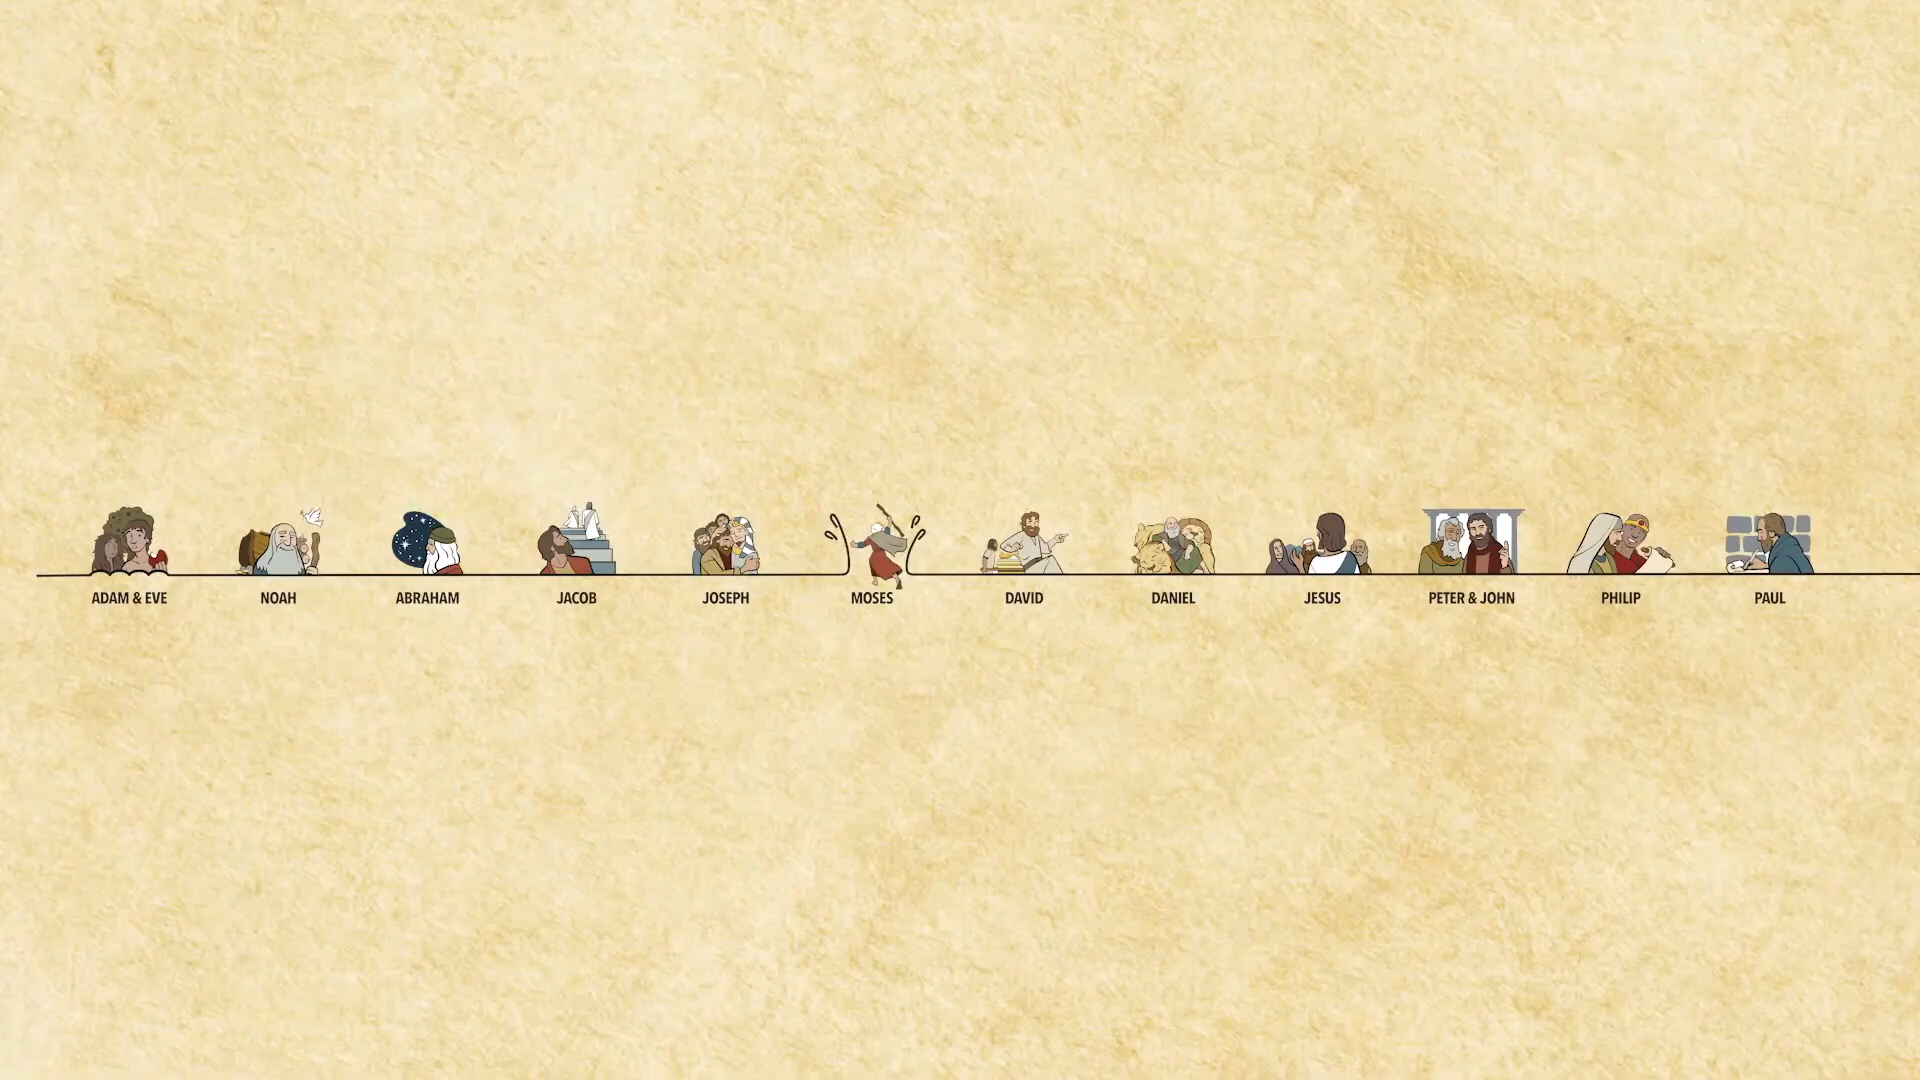 ADAM & EVE
NOAH
ABRAHAM
JACOB
JOSEPH
MOSES
DAVID
DANIEL
JESUS
PETER & JOHN
PHILIP
PAUL